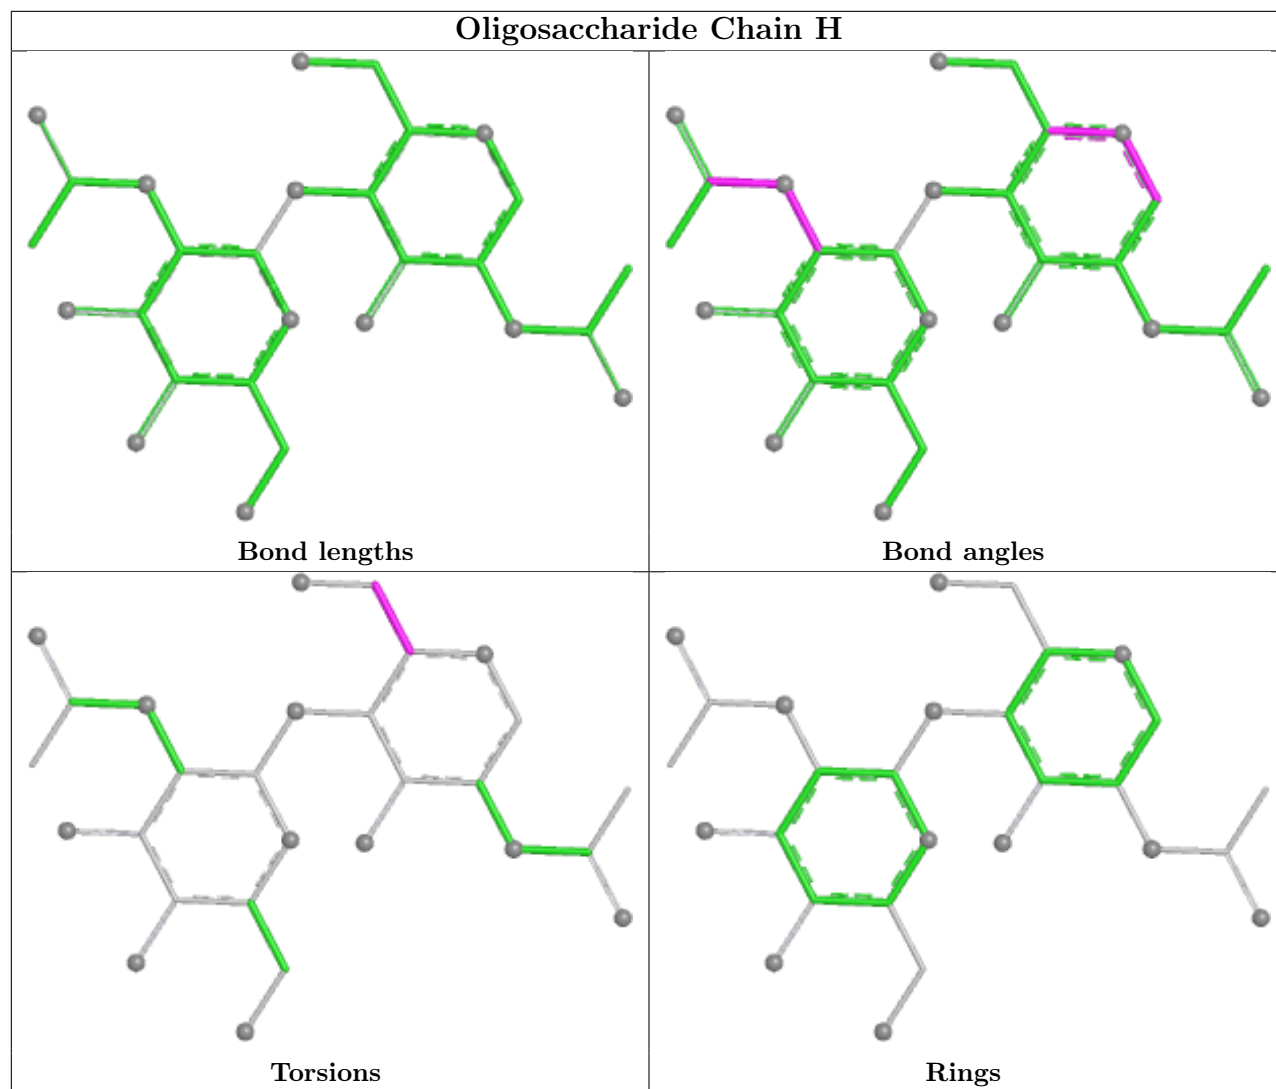 Oligosaccharide Chain H
Bond lengths
Bond angles
Torsions
Rings